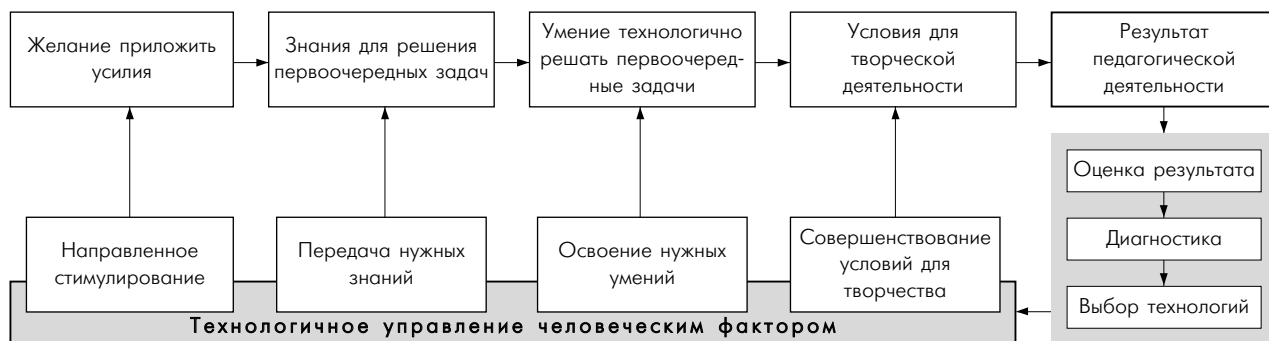 Желание приложить
усилия
Знания для решения
первоочередных задач
Умение технологично
решать первоочеред-
ные задачи
Условия для
творческой
деятельности
Результат
педагогической
деятельности
Оценка результата
Диагностика
Выбор технологий
Направленное
стимулирование
Передача нужных
знаний
Освоение нужных
умений
Совершенствование
условий для
творчества
Технологичное управление человеческим фактором